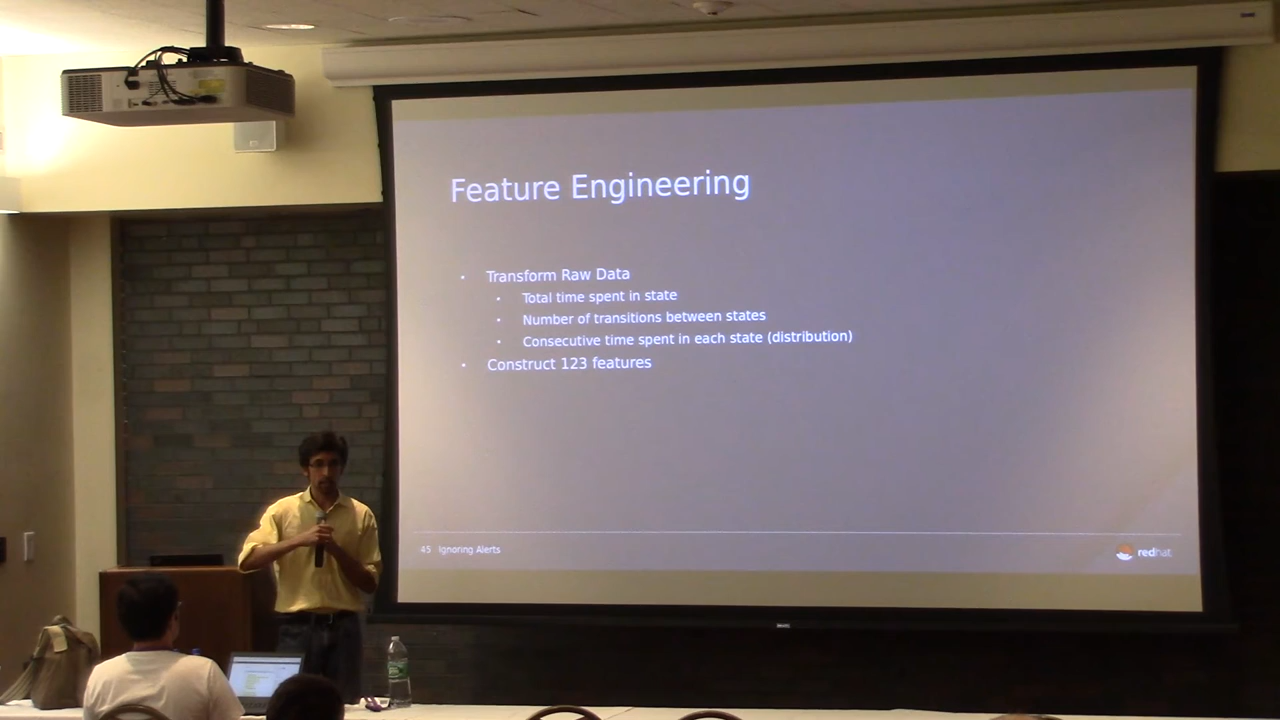 Feature Engineering
• Transform Raw Data
• Total time spent in state
• Number of transitions between states
• Consecutive time spent in each state (distribution)
• Construct 123 features
45 Ignoring Alerts
redhat